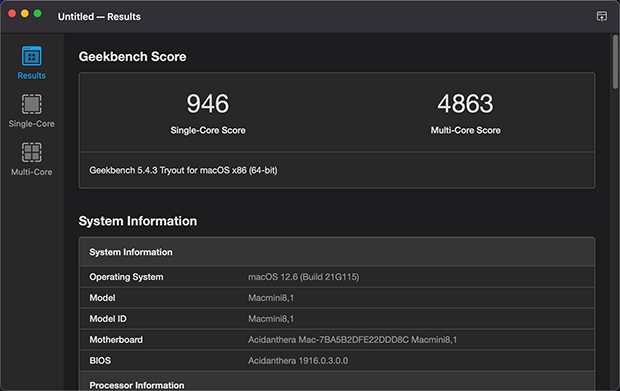 Untitled — Results
Results
Single-Core
Multi-Core
Geekbench Score
946 4863
Single-Core Score Multi-Core Score
Geekbench 5.4.3 Tryout for macOS x86 (64-bit)
System Information
System Information
Operating System macOS 12.6 (Build 21G115)
Model Macmini8,1
Model ID Macmini8,1
Motherboard Acidanthera Mac-7BA5B2DFE22DDD8C Macmini8,1
BIOS Acidanthera 1916.0.3.0.0
Processor Information